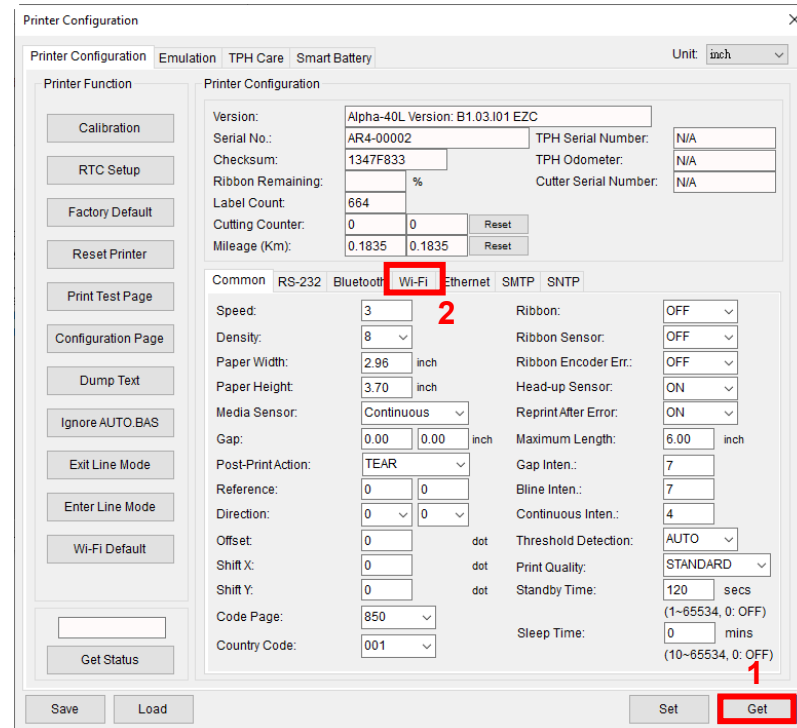 Printer Configuration
Printer Configuration Emulation TPH Care Smart Battery Unit: inch
Printer Function
Calibration
RTC Setup
Factory Default
Reset Printer
Print Test Page
Configuration Page
Dump Text
Ignore AUTO.BAS
Exit Line Mode
Enter Line Mode
Wi-Fi Default
Get Status
Printer Configuration
Version: Alpha-40L Version: B1.03.I01 EZC
Serial No.: AR4-00002 TPH Serial Number: N/A
Checksum: 1347F833 TPH Odometer: N/A
Ribbon Remaining: % Cutter Serial Number: N/A
Label Count: 664
Cutting Counter: 0 0 Reset
Mileage (Km): 0.1835 0.1835 Reset
Common RS-232 Bluetooth Wi-Fi Ethernet SMTP SNTP
2
Speed: 3 Ribbon: OFF
Density: 8 Ribbon Sensor: OFF
Paper Width: 2.96 inch Ribbon Encoder Err.: OFF
Paper Height: 3.70 inch Head-up Sensor: ON
Media Sensor: Continuous Reprint After Error: ON
Gap: 0.00 0.00 inch Maximum Length: 6.00 inch
Post-Print Action: TEAR Gap Inten.: 7
Reference: 0 0 Bline Inten.: 7
Direction: 0 0 Continuous Inten.: 4
Offset: 0 dot Threshold Detection: AUTO
Shift X: 0 dot Print Quality: STANDARD
Shift Y: 0 dot Standby Time: 120 secs
(1~65534, 0: OFF)
Code Page: 850
Sleep Time: 0 mins
Country Code: 001
(10~65534, 0: OFF)
1
Save Load Set Get